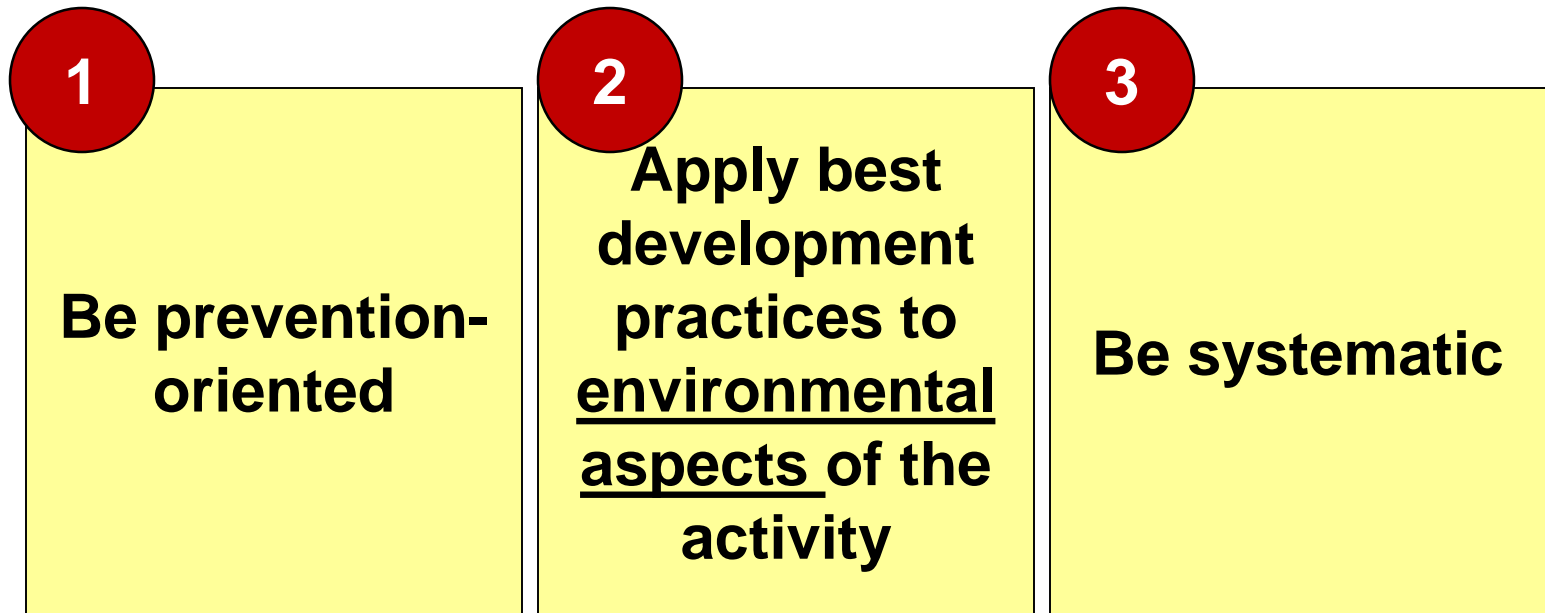 1
Be prevention-
oriented
2
Apply best
development
practices to
environmental
aspects of the
activity
3
Be systematic